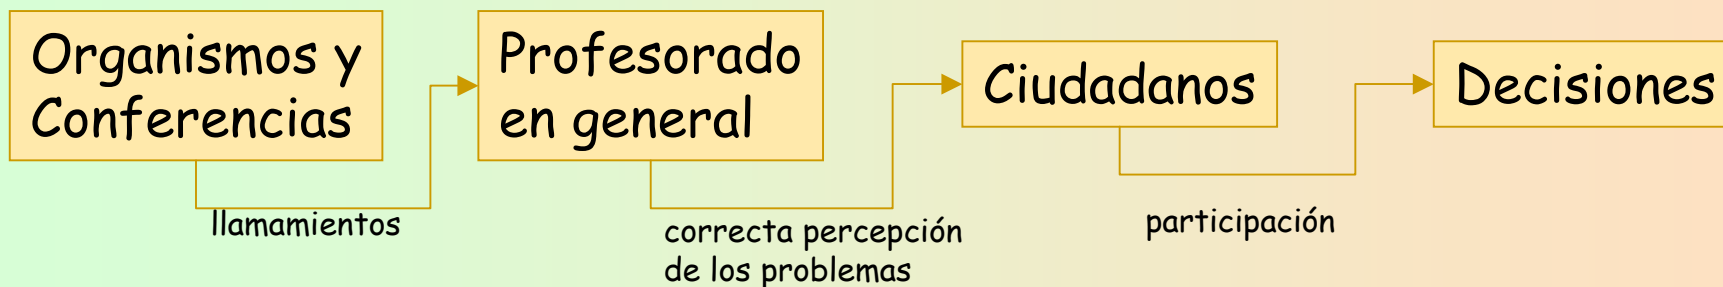 Organismos y
Conferencias
Profesorado
en general
Ciudadanos
Decisiones
llamamientos
correcta percepción
de los problemas
participación